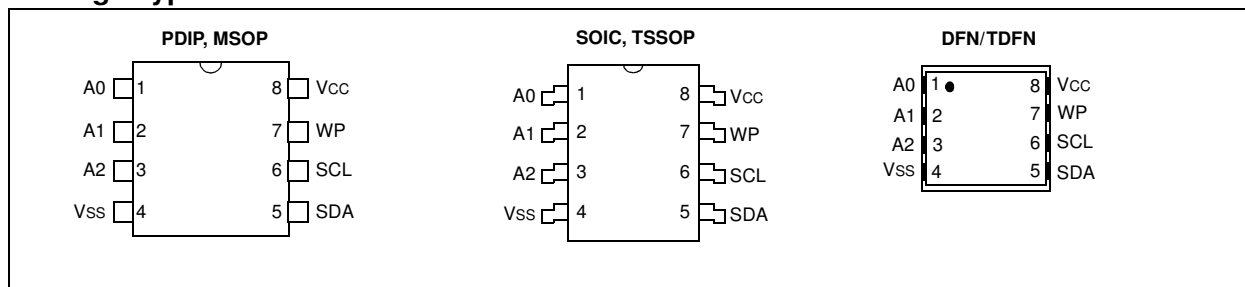 PDIP, MSOP
A0 1 8 VCC
A1 2 7 WP
A2 3 6 SCL
VSS 4 5 SDA
SOIC, TSSOP
A0 1 8 VCC
A1 2 7 WP
A2 3 6 SCL
VSS 4 5 SDA
DFN/TDFN
A0 1 8 VCC
A1 2 7 WP
A2 3 6 SCL
VSS 4 5 SDA